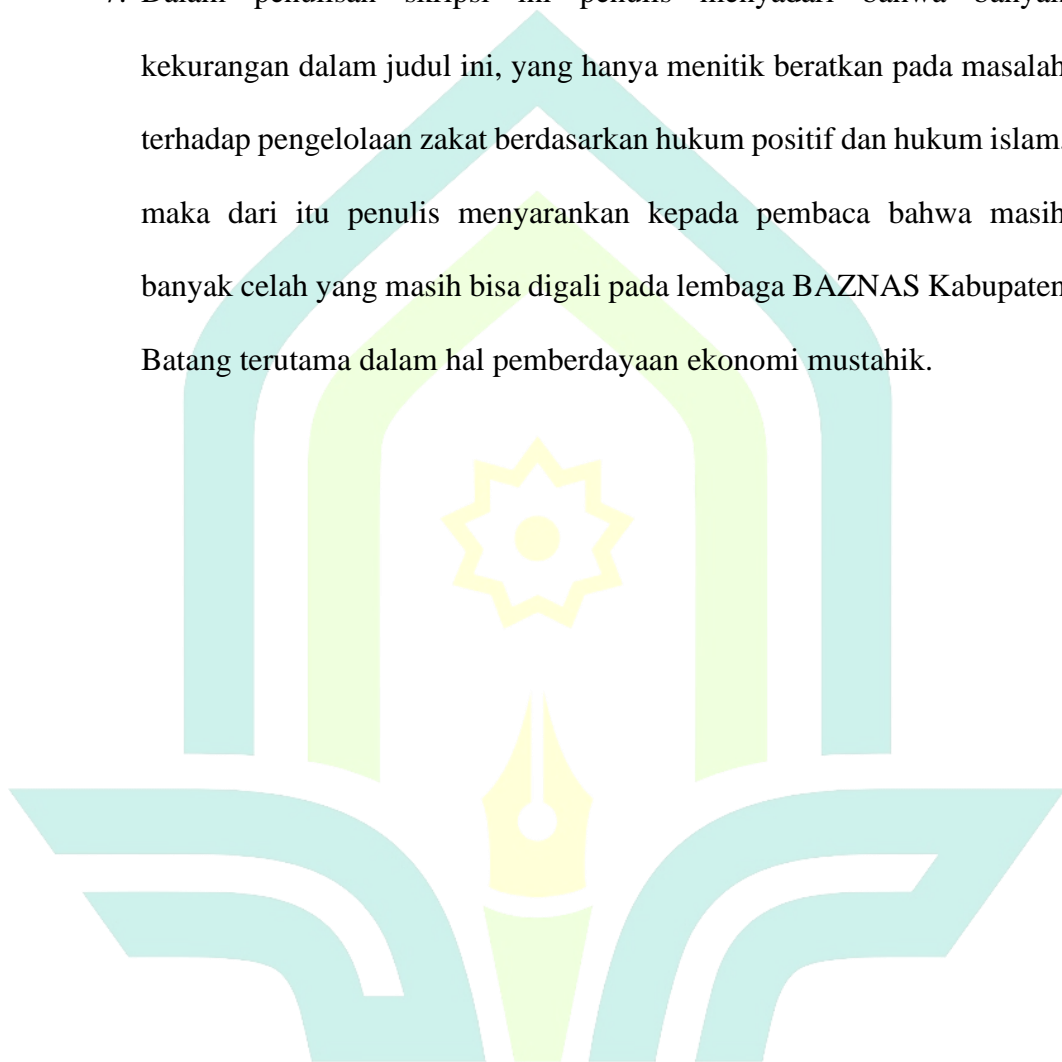 7. Dalam penulisan skripsi ini penulis menyadari bahwa banyak
kekurangan dalam judul ini, yang hanya menitik beratkan pada masalah
terhadap pengelolaan zakat berdasarkan hukum positif dan hukum islam.
maka dari itu penulis menyarankan kepada pembaca bahwa masih
banyak celah yang masih bisa digali pada lembaga BAZNAS Kabupaten
Batang terutama dalam hal pemberdayaan ekonomi mustahik.